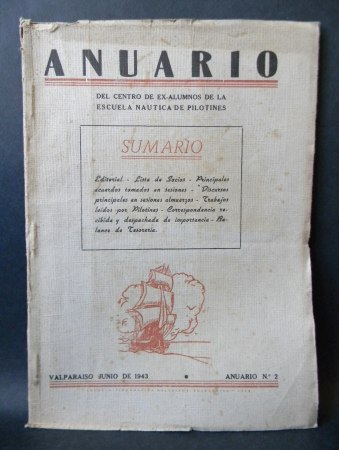 ANUARIO
DEL CENTRO DE EX-ALUMNOS DE LA
ESCUELA NAUTICA DE PILOTINES
SUMARIO
Editorial - Lista de Socios - Principales
acuerdos tomados en sesiones - Discursos
principales en sesiones almuerzos - Trabajos
leidos por Pilotines - Correspondencia re-
cibida y despachada de importancia - Ba-
lance de Tesorería.
VALPARAISO JUNIO DE 1943 • ANUARIO N.º 2